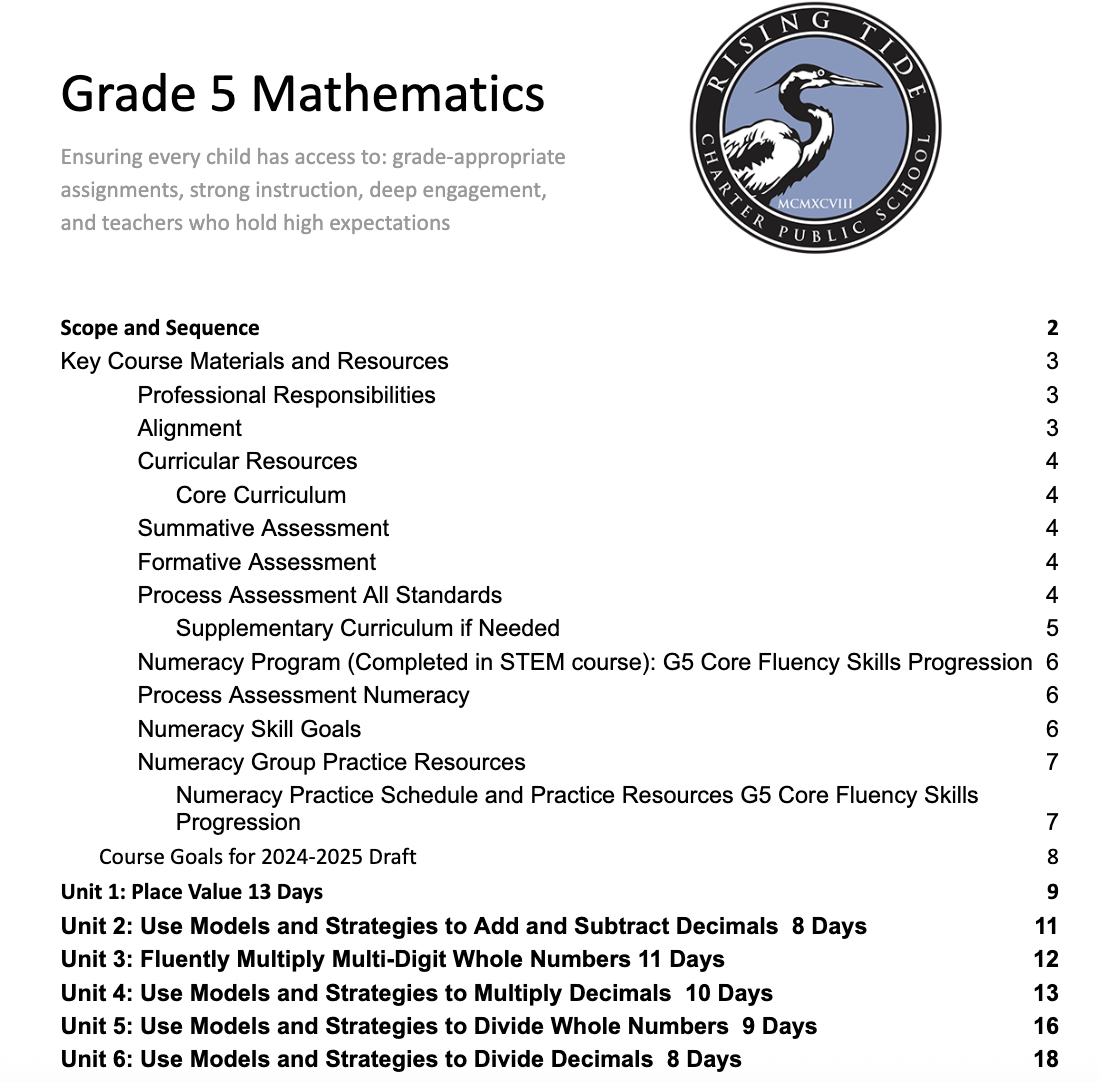 RISING TIDE
CHARTER PUBLIC SCHOOL
MCMXCVIII
Grade 5 Mathematics
Ensuring every child has access to: grade-appropriate
assignments, strong instruction, deep engagement,
and teachers who hold high expectations
Scope and Sequence 2
Key Course Materials and Resources 3
Professional Responsibilities 3
Alignment 3
Curricular Resources 4
Core Curriculum 4
Summative Assessment 4
Formative Assessment 4
Process Assessment All Standards 4
Supplementary Curriculum if Needed 5
Numeracy Program (Completed in STEM course): G5 Core Fluency Skills Progression 6
Process Assessment Numeracy 6
Numeracy Skill Goals 6
Numeracy Group Practice Resources 7
Numeracy Practice Schedule and Practice Resources G5 Core Fluency Skills
Progression 7
Course Goals for 2024-2025 Draft 8
Unit 1: Place Value 13 Days 9
Unit 2: Use Models and Strategies to Add and Subtract Decimals  8 Days 11
Unit 3: Fluently Multiply Multi-Digit Whole Numbers 11 Days 12
Unit 4: Use Models and Strategies to Multiply Decimals  10 Days 13
Unit 5: Use Models and Strategies to Divide Whole Numbers  9 Days 16
Unit 6: Use Models and Strategies to Divide Decimals  8 Days 18